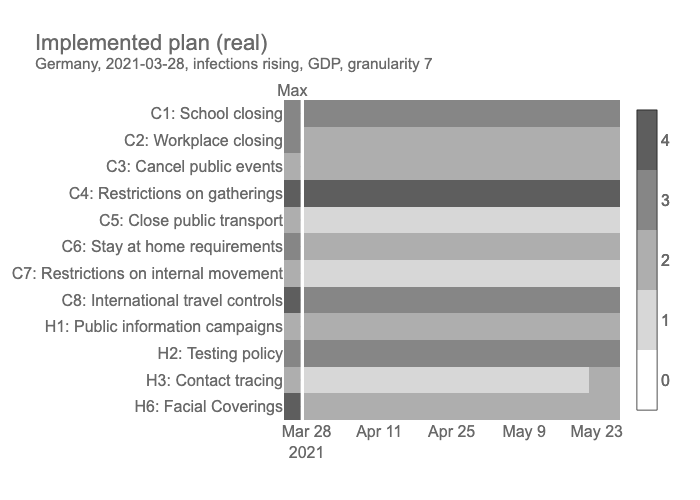 Implemented plan (real)
Germany, 2021-03-28, infections rising, GDP, granularity 7
Max
C1: School closing
C2: Workplace closing
C3: Cancel public events
C4: Restrictions on gatherings
C5: Close public transport
C6: Stay at home requirements
C7: Restrictions on internal movement
C8: International travel controls
H1: Public information campaigns
H2: Testing policy
H3: Contact tracing
H6: Facial Coverings
Mar 28 Apr 11 Apr 25 May 9 May 23
2021
4
3
2
1
0